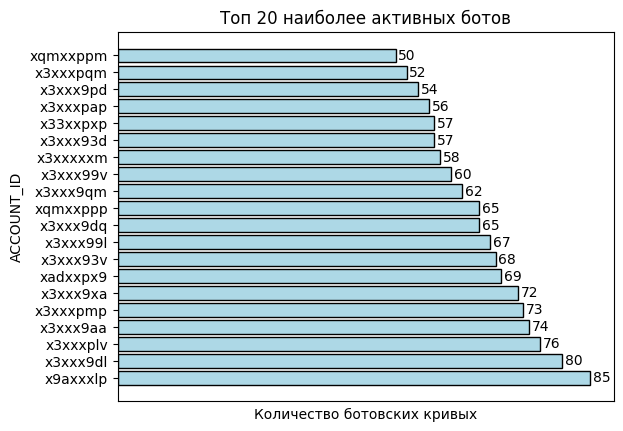 Топ 20 наиболее активных ботов
ACCOUNT_ID
xqmxxppm 50
x3xxxpqm 52
x3xxx9pd 54
x3xxxpap 56
x33xxpxp 57
x3xxx93d 57
x3xxxxxm 58
x3xxx99v 60
x3xxx9qm 62
xqmxxppp 65
x3xxx9dq 65
x3xxx99l 67
x3xxx93v 68
xadxxpx9 69
x3xxx9xa 72
x3xxxpmp 73
x3xxx9aa 74
x3xxxplv 76
x3xxx9dl 80
x9axxxlp 85
Количество ботовских кривых